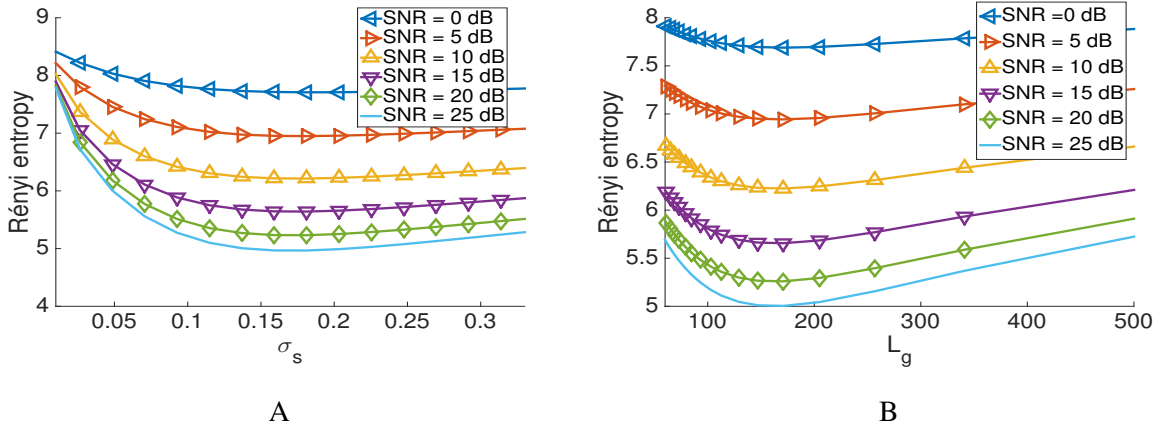 9
8
7
6
5
4
Rényi entropy
0.05 0.1 0.15 0.2 0.25 0.3
σs
SNR = 0 dB
SNR = 5 dB
SNR = 10 dB
SNR = 15 dB
SNR = 20 dB
SNR = 25 dB
A
8
7.5
7
6.5
6
5.5
5
Rényi entropy
100 200 300 400 500
Lg
SNR =0 dB
SNR = 5 dB
SNR = 10 dB
SNR = 15 dB
SNR = 20 dB
SNR = 25 dB
B